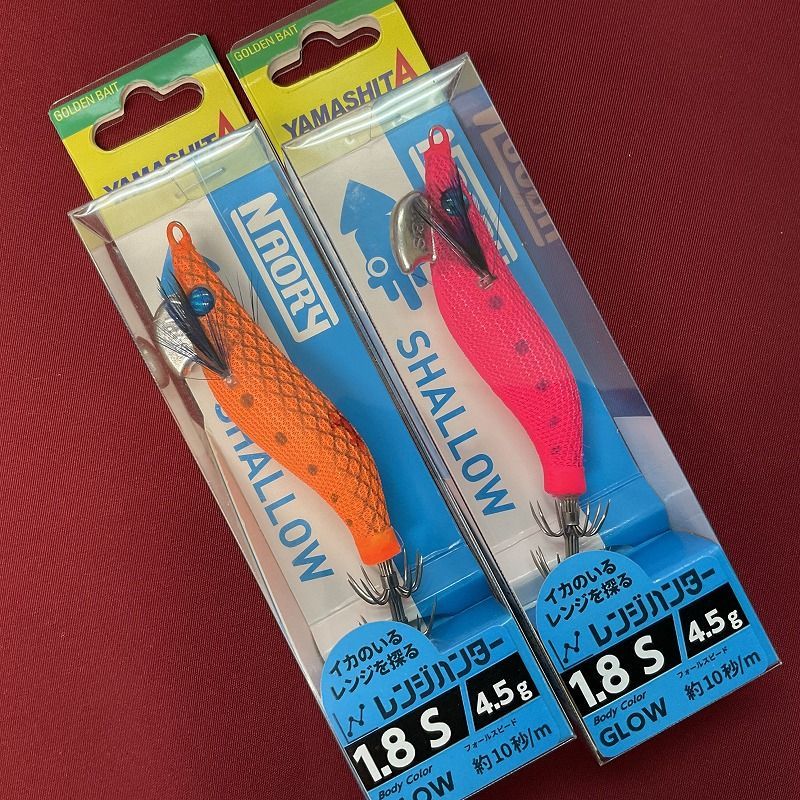 GOLDEN BAIT
YAMASHITA
NAORY
SHALLOW
イカのいる
レンジを探る
レンジハンター
1.8 S
4.5g
フォールスピード
約10秒/m
Body Color
GLOW
GOLDEN BAIT
YAMASHITA
SHALLOW
イカのいる
レンジを探る
レンジハンター
1.8 S
4.5g
フォールスピード
約10秒/m
Body Color
GLOW